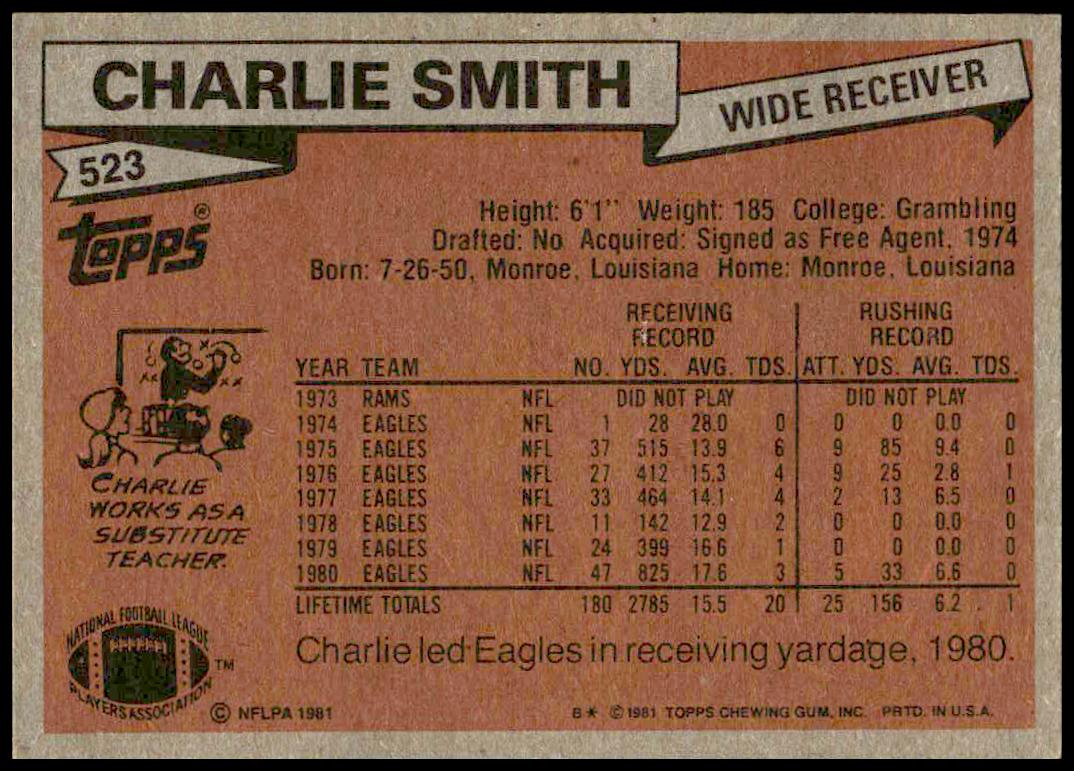 CHARLIE SMITH
WIDE RECEIVER
523
topps®
Height: 6'1" Weight: 185 College: Grambling
Drafted: No Acquired: Signed as Free Agent, 1974
Born: 7-26-50, Monroe, Louisiana Home: Monroe, Louisiana
RECEIVING RECORD RUSHING RECORD
YEAR TEAM NO. YDS. AVG. TDS. ATT. YDS. AVG. TDS.
1973 RAMS NFL DID NOT PLAY DID NOT PLAY
1974 EAGLES NFL 1 28 28.0 0 0 0 0.0 0
1975 EAGLES NFL 37 515 13.9 6 9 85 9.4 0
1976 EAGLES NFL 27 412 15.3 4 9 25 2.8 1
1977 EAGLES NFL 33 464 14.1 4 2 13 6.5 0
1978 EAGLES NFL 11 142 12.9 2 0 0 0.0 0
1979 EAGLES NFL 24 399 16.6 1 0 0 0.0 0
1980 EAGLES NFL 47 825 17.6 3 5 33 6.6 0
LIFETIME TOTALS 180 2785 15.5 20 25 156 6.2 1
CHARLIE
WORKS AS A
SUBSTITUTE
TEACHER.
Charlie led Eagles in receiving yardage, 1980.
NATIONAL FOOTBALL LEAGUE
PLAYERS ASSOCIATION
TM
© NFLPA 1981
B* © 1981 TOPPS CHEWING GUM, INC. PRTD. IN U.S.A.